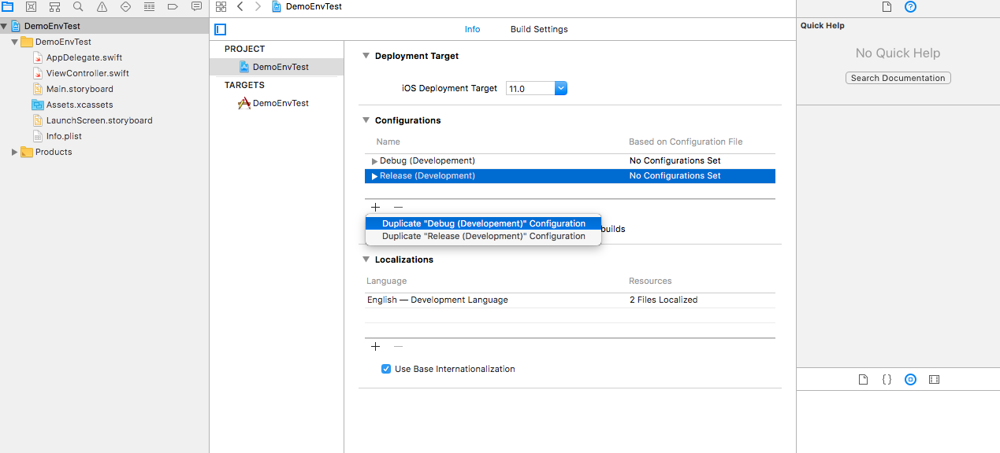 DemoEnvTest
DemoEnvTest
DemoEnvTest
AppDelegate.swift
ViewController.swift
Main.storyboard
Assets.xcassets
LaunchScreen.storyboard
Info.plist
Products
Info
Build Settings
PROJECT
DemoEnvTest
TARGETS
DemoEnvTest
Deployment Target
iOS Deployment Target 11.0
Configurations
Name Based on Configuration File
Debug (Developement) No Configurations Set
Release (Development) No Configurations Set
Duplicate "Debug (Developement)" Configuration
Duplicate "Release (Development)" Configuration
builds
Localizations
Language Resources
English — Development Language 2 Files Localized
Use Base Internationalization
Quick Help
No Quick Help
Search Documentation